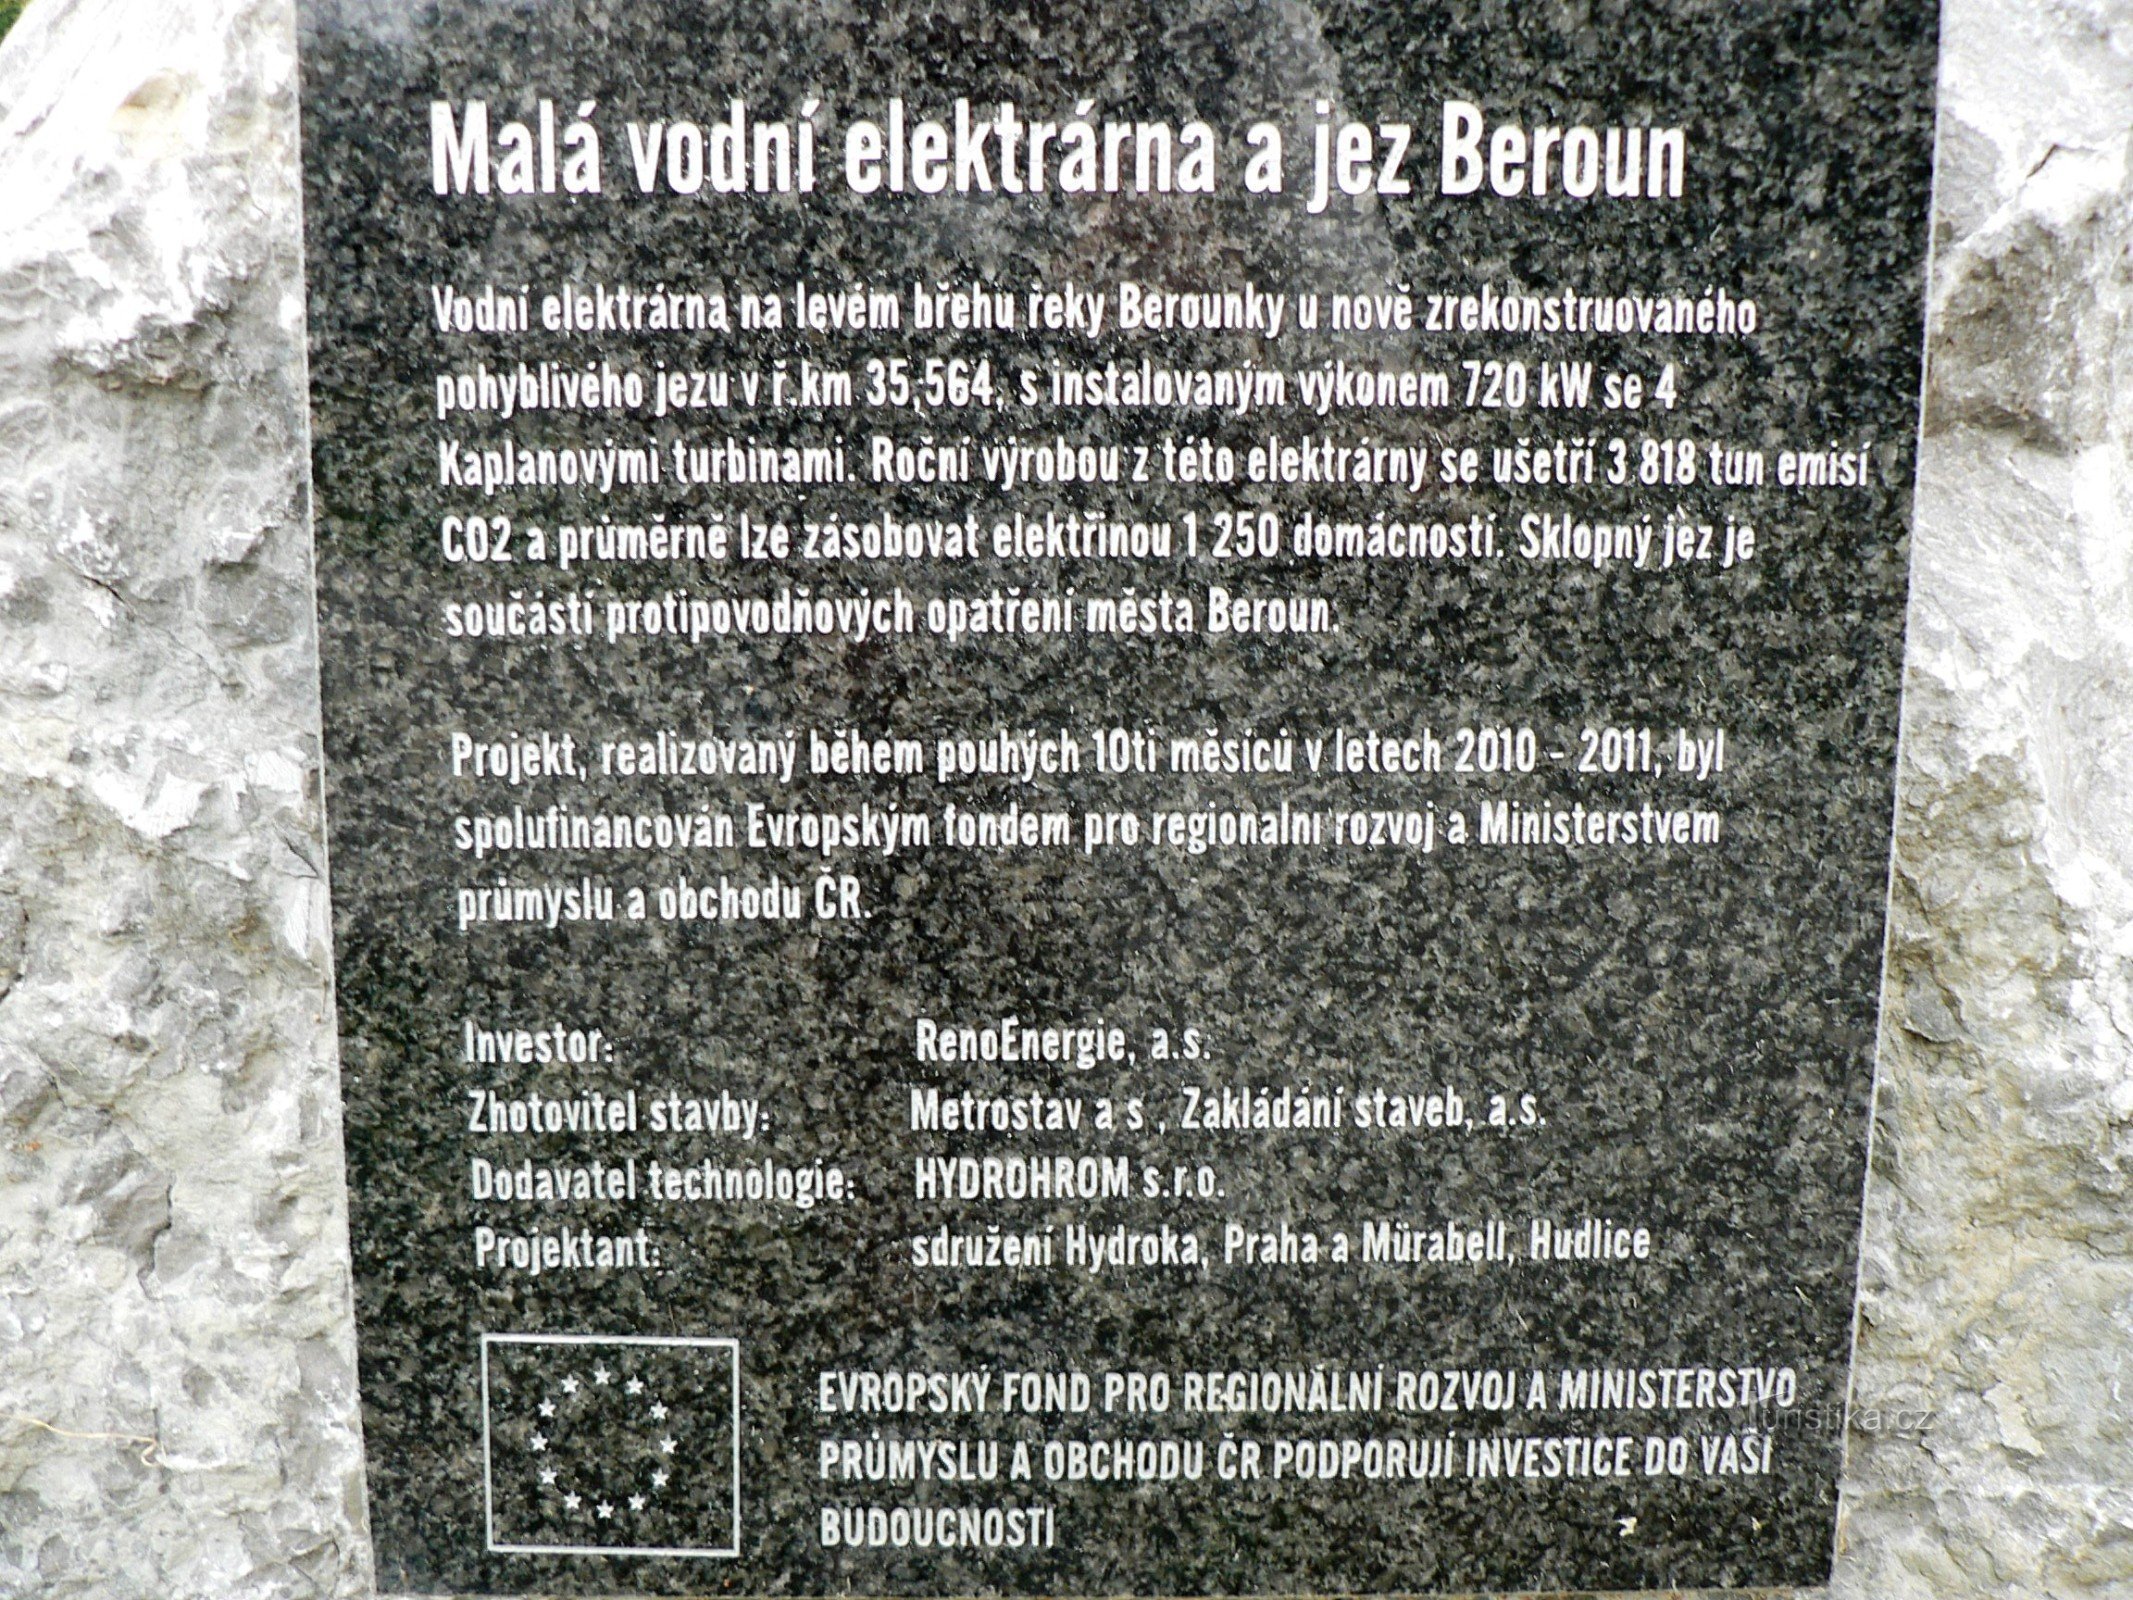 Malá vodní elektrárna a jez Beroun
Vodní elektrárna na levém břehu řeky Berounky u nově zrekonstruovaného
pohyblivého jezu v ř.km 35,564, s instalovaným výkonem 720 kW se 4
Kaplanovými turbinami. Roční výrobou z této elektrárny se ušetří 3 818 tun emisí
CO2 a průměrně lze zásobovat elektřinou 1 250 domácností. Sklopný jez je
součástí protipovodňových opatření města Beroun.
Projekt, realizovaný během pouhých 10ti měsíců v letech 2010 - 2011, byl
spolufinancován Evropským fondem pro regionalni rozvoj a Ministerstvem
průmyslu a obchodu ČR.
Investor: RenoEnergie, a.s.
Zhotovitel stavby: Metrostav a s , Zakládání staveb, a.s.
Dodavatel technologie: HYDROHROM s.r.o.
Projektant: sdružení Hydroka, Praha a Mürabell, Hudlice
EVROPSKÝ FOND PRO REGIONÁLNÍ ROZVOJ A MINISTERSTVO
PRŮMYSLU A OBCHODU ČR PODPORUJÍ INVESTICE DO VAŠÍ
BUDOUCNOSTI
Turistika.cz